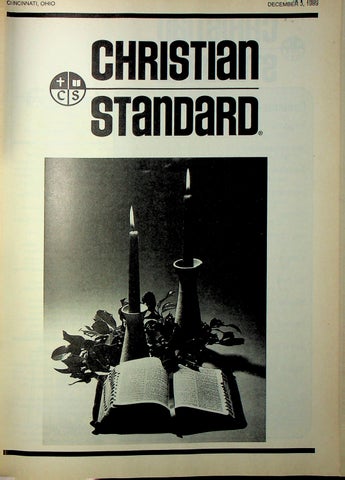 CINCINNATI, OHIO
DECEMBER
CHRISTIAN
C S
STANDARD®